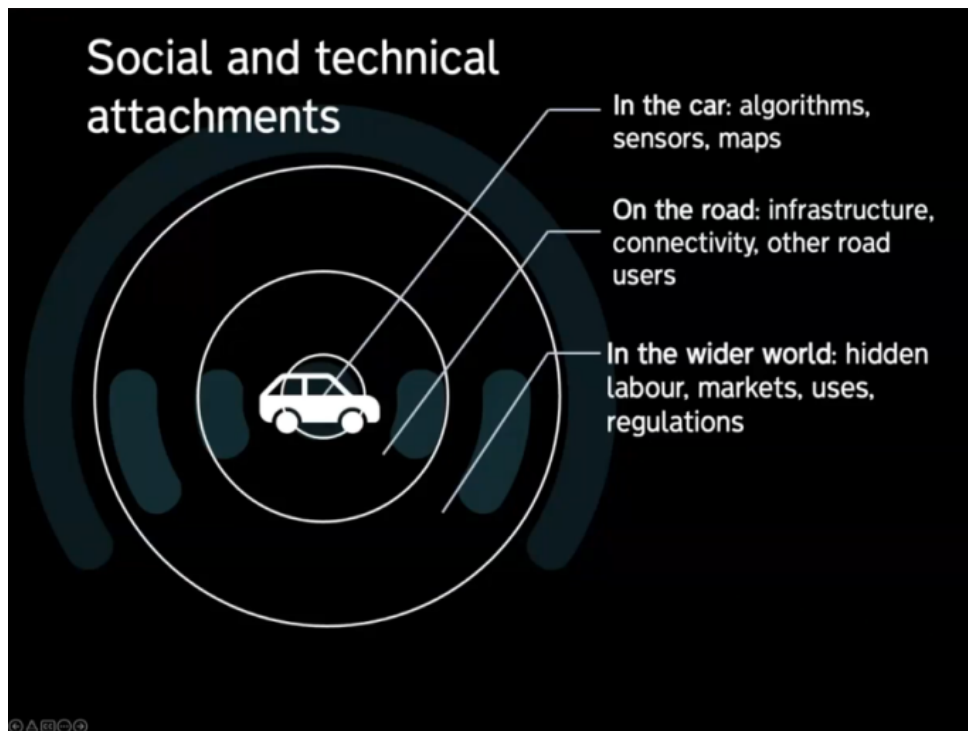 Social and technical
attachments
In the car: algorithms,
sensors, maps
On the road: infrastructure,
connectivity, other road
users
In the wider world: hidden
labour, markets, uses,
regulations